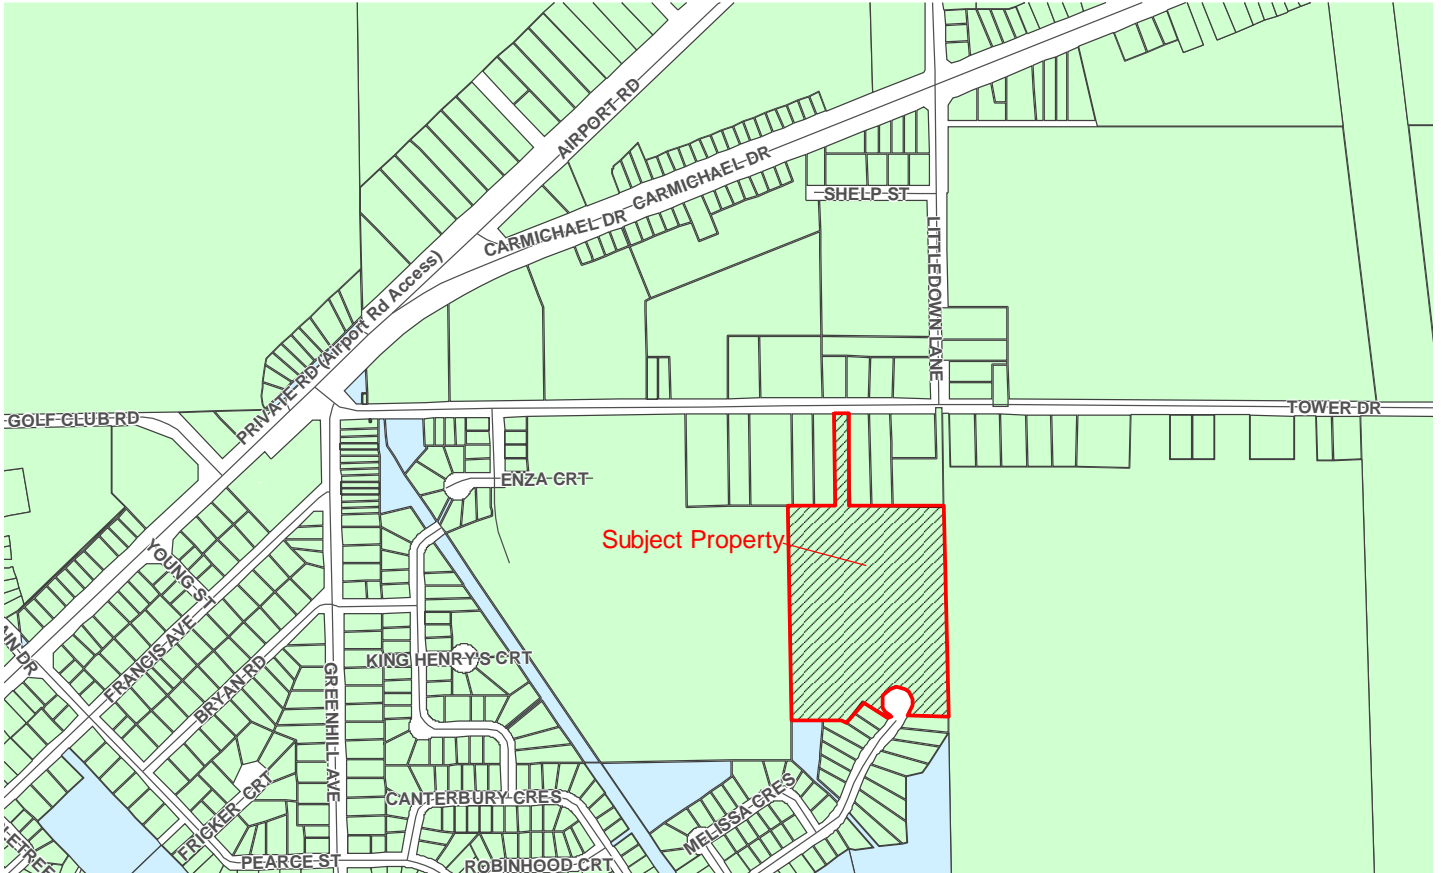 AIRPORT RD
CARMICHAEL DR
SHELP ST
CARMICHAEL DR
LITTLEDOWN LANE
PRIVATE RD (Airport Rd Access)
TOWER DR
GOLF CLUB RD
ENZA CRT
Subject Property
YOUNG ST
FRANCIS AVE
BRYAN RD
KING HENRY'S CRT
GREENHILL AVE
CANTERBURY CRES
FRICKER CRT
MELISSA CRES
PEARCE ST
ROBINHOOD CRT